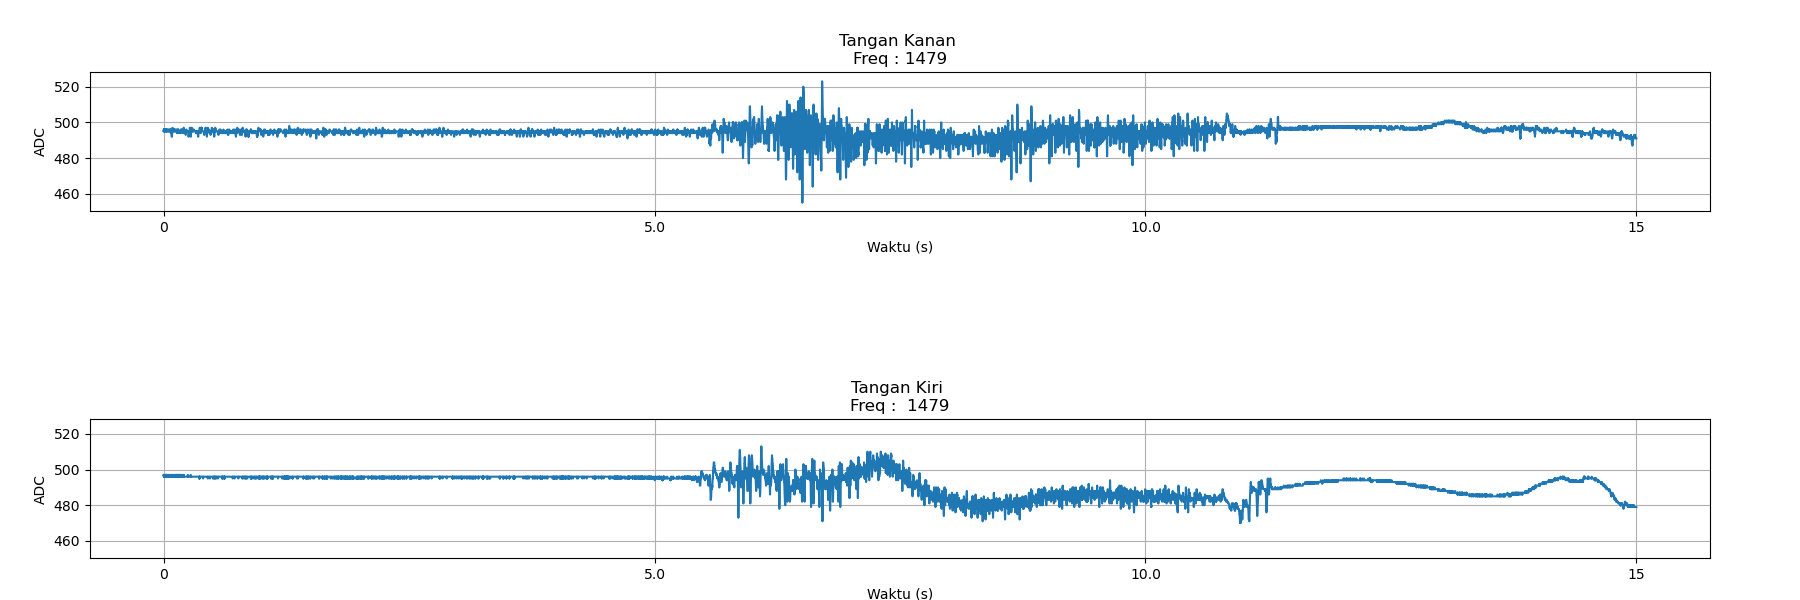 Tangan Kanan
Freq : 1479
520
500
480
460
ADC
0 5.0 10.0 15
Waktu (s)
Tangan Kiri
Freq :  1479
520
500
480
460
ADC
0 5.0 10.0 15
Waktu (s)